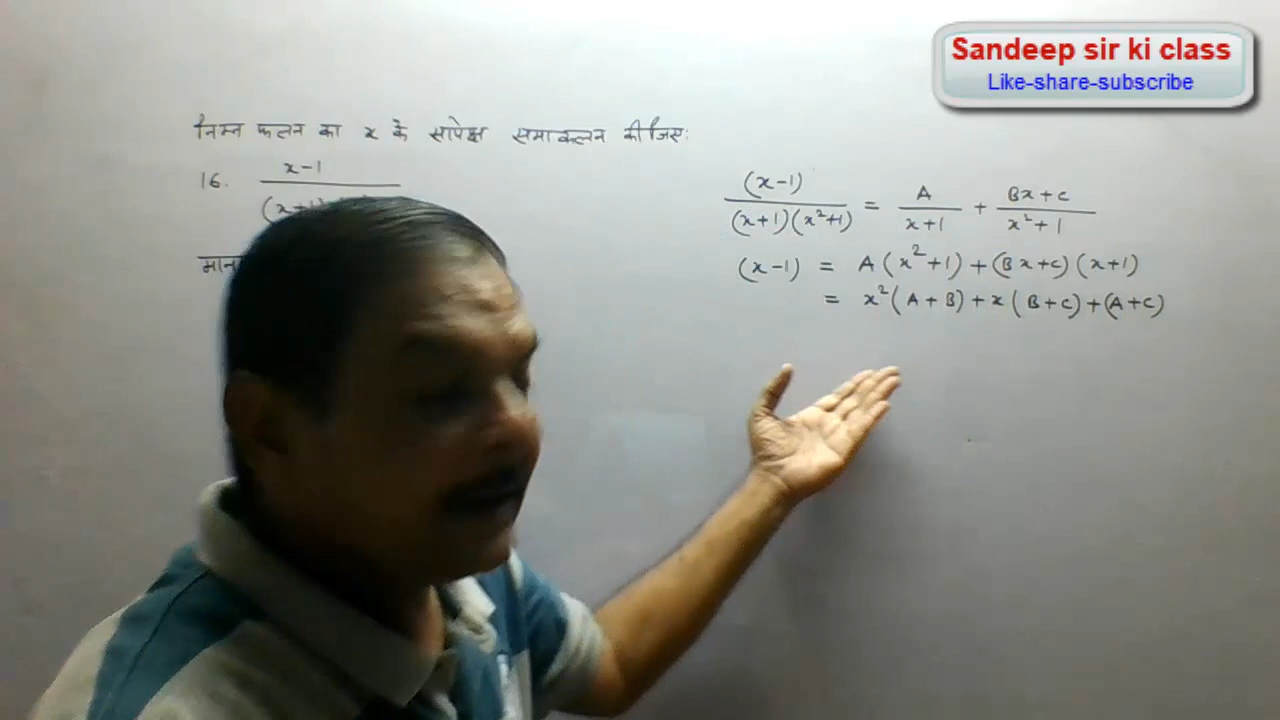 Sandeep sir ki class
Like-share-subscribe
निम्न फलन का x के सापेक्ष समाकलन कीजिए:
16. x-1
(x+1)
माना
(x-1) / (x+1)(x²+1) = A / x+1 + Bx+C / x²+1
(x-1) = A(x²+1)+(Bx+C)(x+1)
= x²(A+B)+x(B+C)+(A+C)